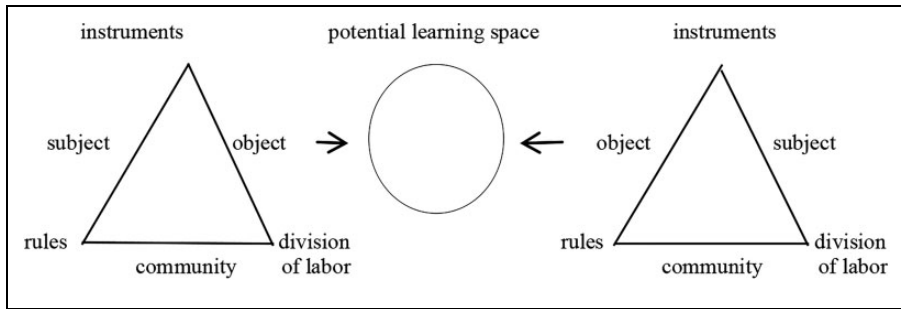 instruments potential learning space instruments
subject object object subject
rules division of labor rules division of labor
community community